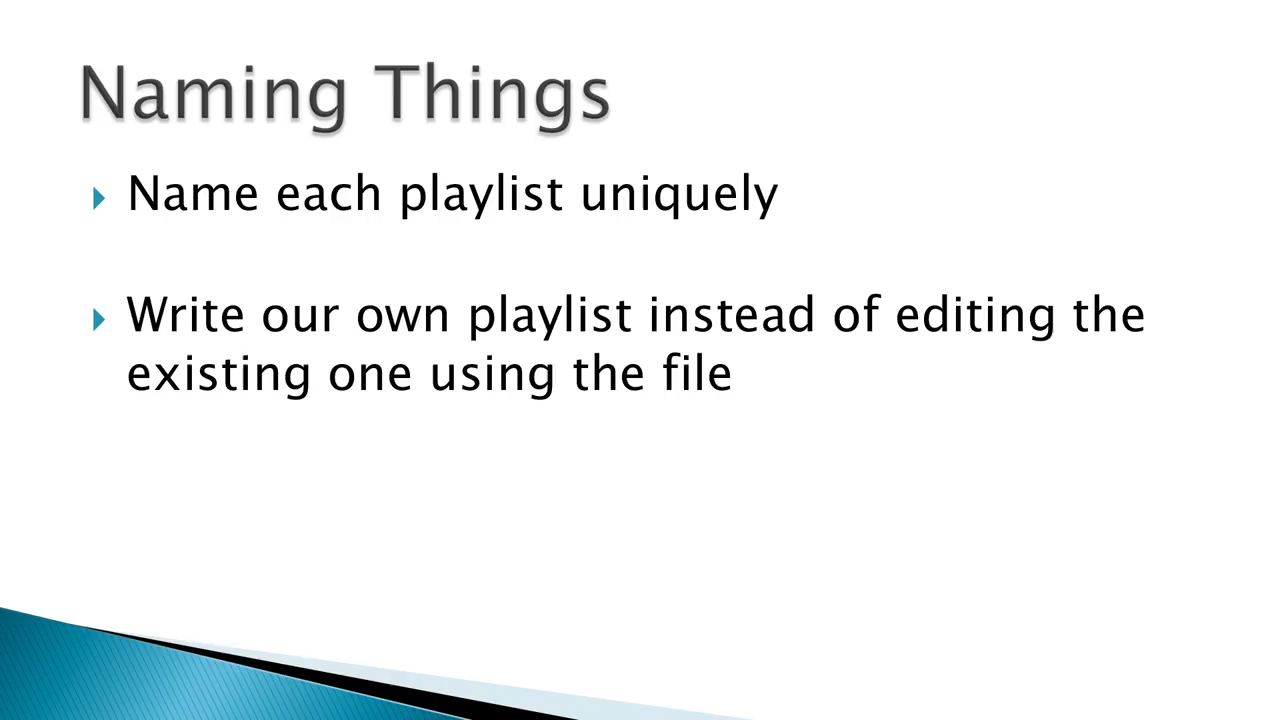 Naming Things
Name each playlist uniquely
Write our own playlist instead of editing the
existing one using the file